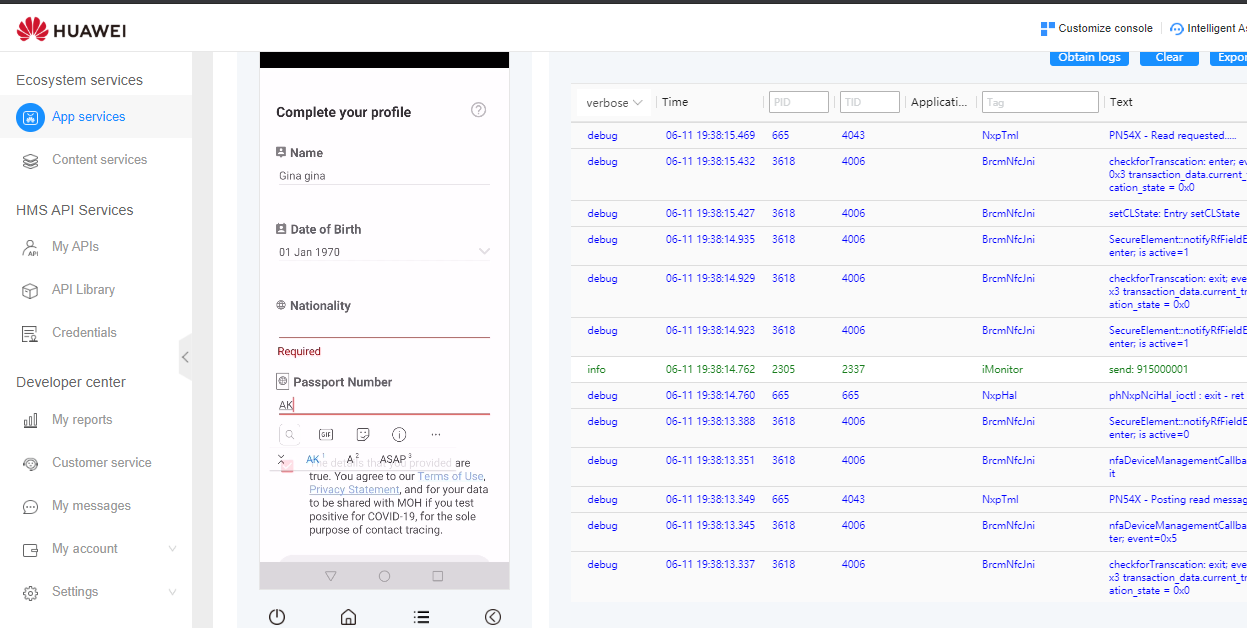 HUAWEI
Customize console
Intelligent As
Ecosystem services
App services
Content services
HMS API Services
My APIs
API Library
Credentials
Developer center
My reports
Customer service
My messages
My account
Settings
Complete your profile
Name
Gina gina
Date of Birth
01 Jan 1970
Nationality
Required
Passport Number
AK
GIF
AK 1 A 2 ASAP 3
The details that you provided are
true. You agree to our Terms of Use,
Privacy Statement, and for your data
to be shared with MOH if you test
positive for COVID-19, for the sole
purpose of contact tracing.
Obtain logs Clear Expor
verbose Time PID TID Applicati... Tag Text
debug 06-11 19:38:15.469 665 4043 NxpTml PN54X - Read requested.....
debug 06-11 19:38:15.432 3618 4006 BrcmNfcJni checkforTranscation: enter; eve
0x3 transaction_data.current_t
cation_state = 0x0
debug 06-11 19:38:15.427 3618 4006 BrcmNfcJni setCLState: Entry setCLState
debug 06-11 19:38:14.935 3618 4006 BrcmNfcJni SecureElement::notifyRfFieldE
enter; is active=1
debug 06-11 19:38:14.929 3618 4006 BrcmNfcJni checkforTranscation: exit; eve
x3 transaction_data.current_tr
ation_state = 0x0
debug 06-11 19:38:14.923 3618 4006 BrcmNfcJni SecureElement::notifyRfFieldE
enter; is active=1
info 06-11 19:38:14.762 2305 2337 iMonitor send: 915000001
debug 06-11 19:38:14.760 665 665 NxpHal phNxpNciHal_ioctl : exit - ret
debug 06-11 19:38:13.388 3618 4006 BrcmNfcJni SecureElement::notifyRfFieldE
enter; is active=0
debug 06-11 19:38:13.351 3618 4006 BrcmNfcJni nfaDeviceManagementCallba
it
debug 06-11 19:38:13.349 665 4043 NxpTml PN54X - Posting read messag
debug 06-11 19:38:13.345 3618 4006 BrcmNfcJni nfaDeviceManagementCallba
ter; event=0x5
debug 06-11 19:38:13.337 3618 4006 BrcmNfcJni checkforTranscation: exit; eve
x3 transaction_data.current_tr
ation_state = 0x0